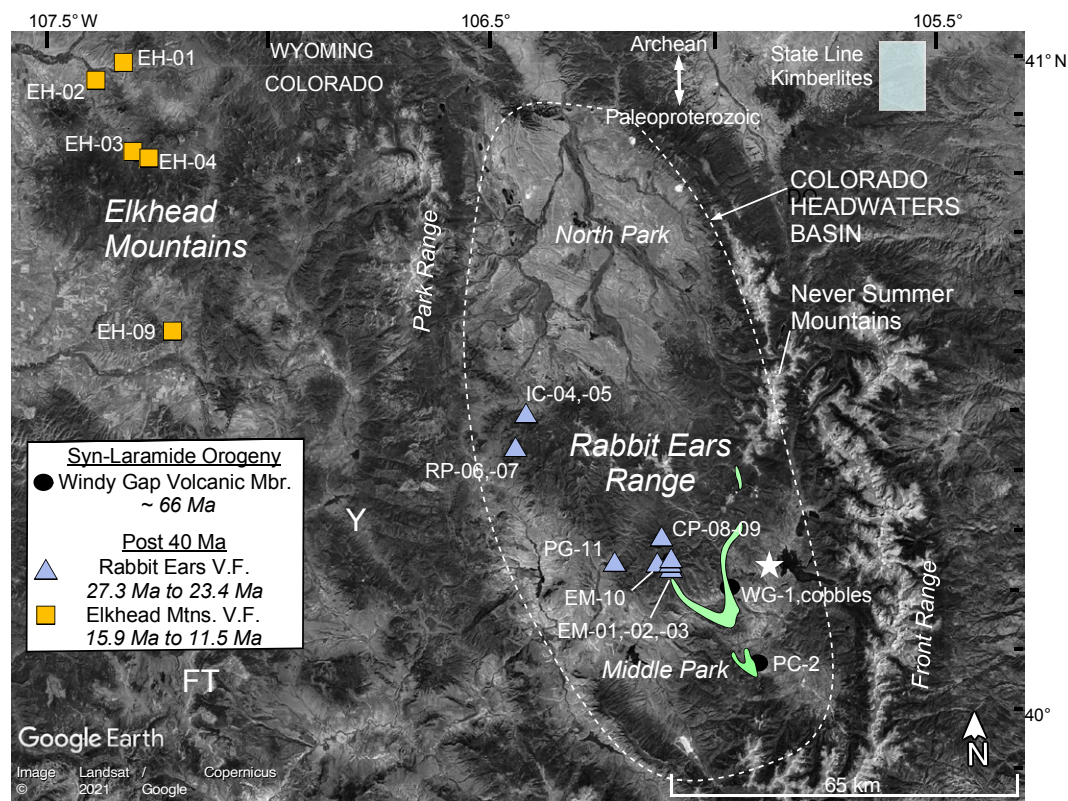 107.5° W
106.5°
105.5°
EH-01
EH-02
WYOMING
COLORADO
Archean
Paleoproterozoic
State Line
Kimberlites
41° N
EH-03
EH-04
Elkhead
Mountains
Park Range
North Park
COLORADO
HEADWATERS
BASIN
Never Summer
Mountains
EH-09
IC-04,-05
RP-06,-07
Rabbit Ears
Range
Syn-Laramide Orogeny
Windy Gap Volcanic Mbr.
~ 66 Ma
Post 40 Ma
Rabbit Ears V.F.
27.3 Ma to 23.4 Ma
Elkhead Mtns. V.F.
15.9 Ma to 11.5 Ma
Y
CP-08-09
PG-11
EM-10
WG-1,cobbles
EM-01,-02,-03
Middle Park
PC-2
Front Range
FT
40°
N
65 km
Google Earth
Image Landsat / Copernicus
© 2021 Google